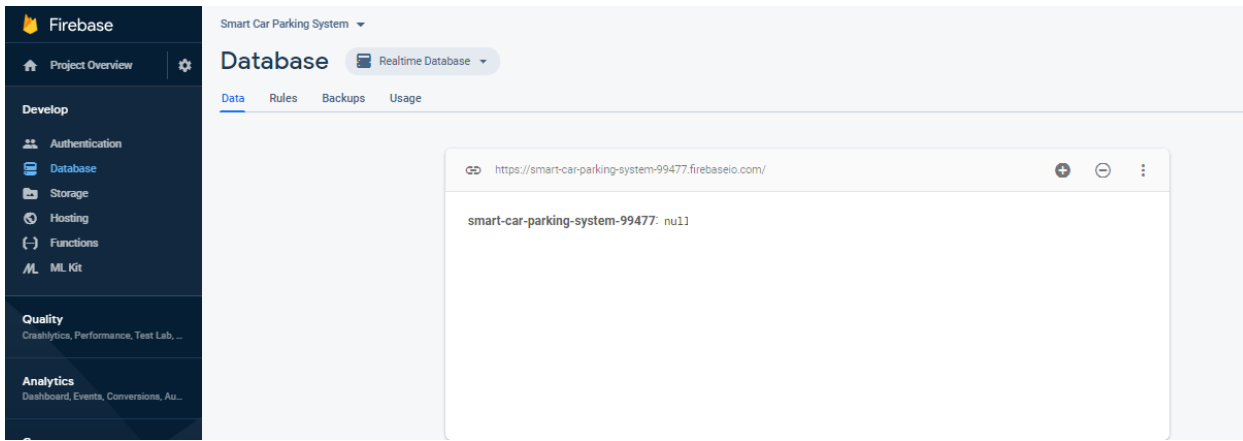 Firebase
Project Overview
Develop
Authentication
Database
Storage
Hosting
Functions
ML Kit
Quality
Crashlytics, Performance, Test Lab, ...
Analytics
Dashboard, Events, Conversions, Au...
Smart Car Parking System
Database
Realtime Database
Data Rules Backups Usage
https://smart-car-parking-system-99477.firebaseio.com/
smart-car-parking-system-99477: null